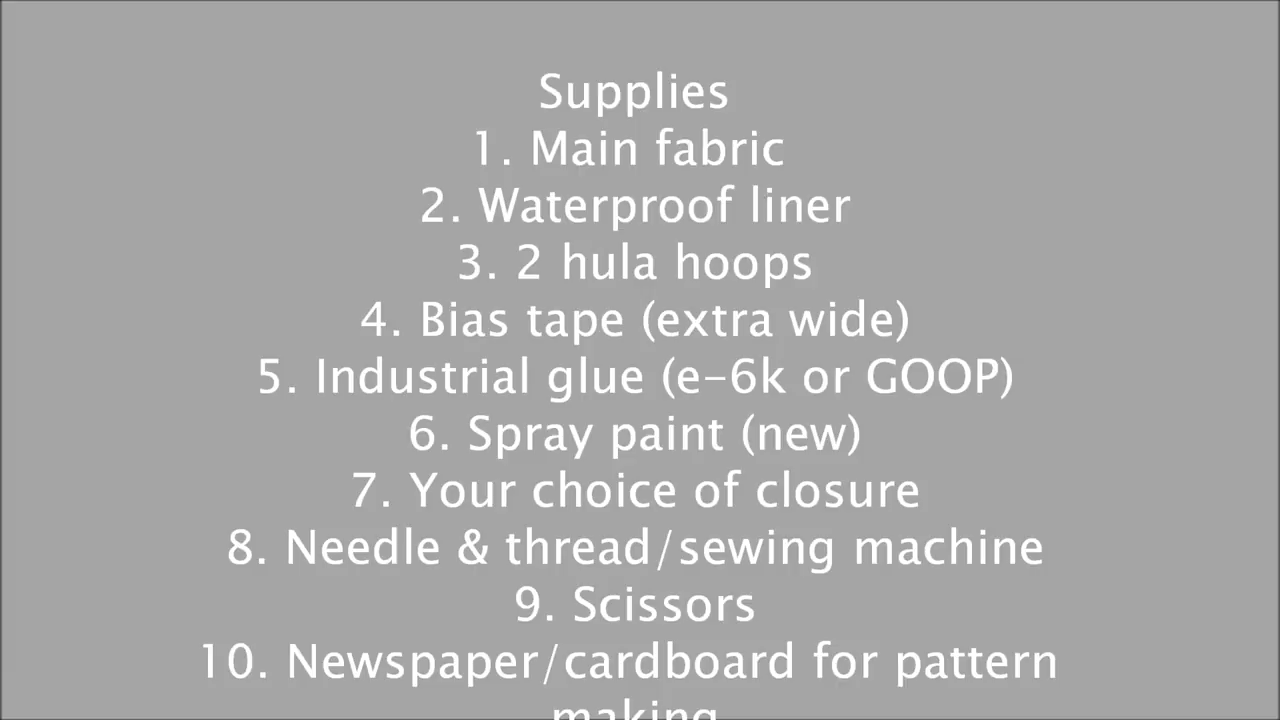 Supplies
1. Main fabric
2. Waterproof liner
3. 2 hula hoops
4. Bias tape (extra wide)
5. Industrial glue (e-6k or GOOP)
6. Spray paint (new)
7. Your choice of closure
8. Needle & thread/sewing machine
9. Scissors
10. Newspaper/cardboard for pattern
making